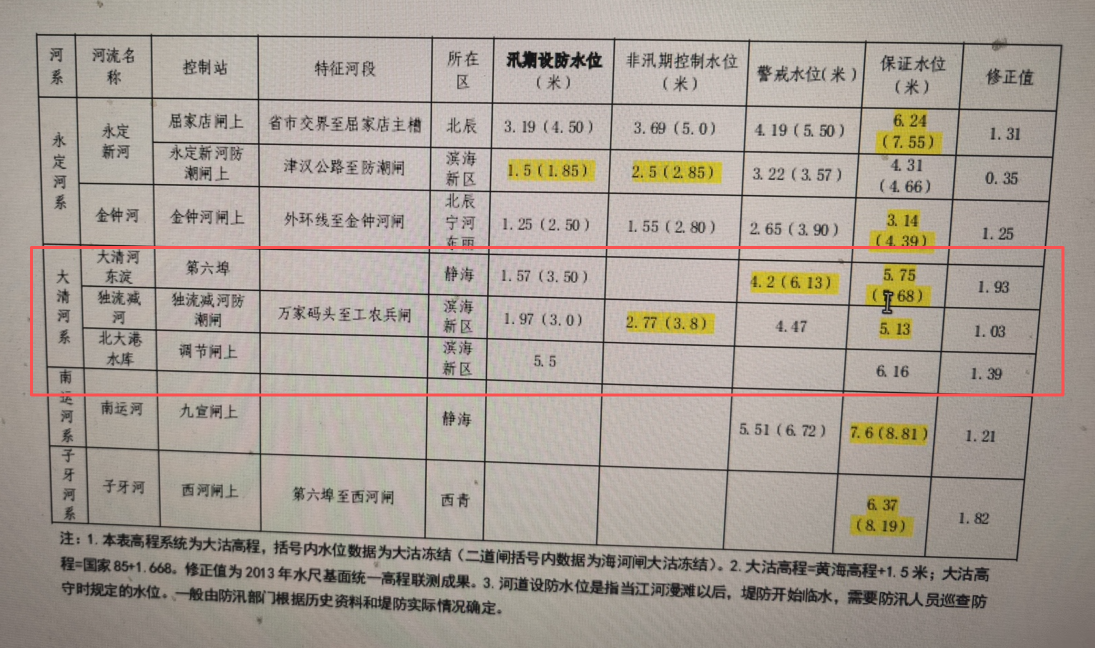 河系 河流名称 控制站 特征河段 所在区 汛期设防水位(米) 非汛期控制水位(米) 警戒水位(米) 保证水位(米) 修正值
永定河系 永定新河 屈家店闸上 省市交界至屈家店主槽 北辰 3.19(4.50) 3.69(5.0) 4.19(5.50) 6.24(7.55) 1.31
永定新河防潮闸上 津汉公路至防潮闸 滨海新区 1.5(1.85) 2.5(2.85) 3.22(3.57) 4.31(4.66) 0.35
金钟河 金钟河闸上 外环线至金钟河闸 北辰宁河东丽 1.25(2.50) 1.55(2.80) 2.65(3.90) 3.14(4.39) 1.25
大清河系 大清河东淀 第六埠 静海 1.57(3.50) 4.2(6.13) 5.75 68) 1.93
独流减河 独流减河防潮闸 万家码头至工农兵闸 滨海新区 1.97(3.0) 2.77(3.8) 4.47 5.13 1.03
北大港水库 调节闸上 滨海新区 5.5 6.16 1.39
南运河系 南运河 九宣闸上 静海 5.51(6.72) 7.6(8.81) 1.21
子牙河系 子牙河 西河闸上 第六埠至西河闸 西青 6.37(8.19) 1.82
注：1.本表高程系统为大沽高程，括号内水位数据为大沽冻结（二道闸括号内数据为海河闸大沽冻结）。2.大沽高程=黄海高程+1.5米；大沽高
程=国家85+1.668。修正值为2013年水尺基面统一高程联测成果。3.河道设防水位是指当江河漫滩以后，堤防开始临水，需要防汛人员巡查防
守时规定的水位。一般由防汛部门根据历史资料和堤防实际情况确定。